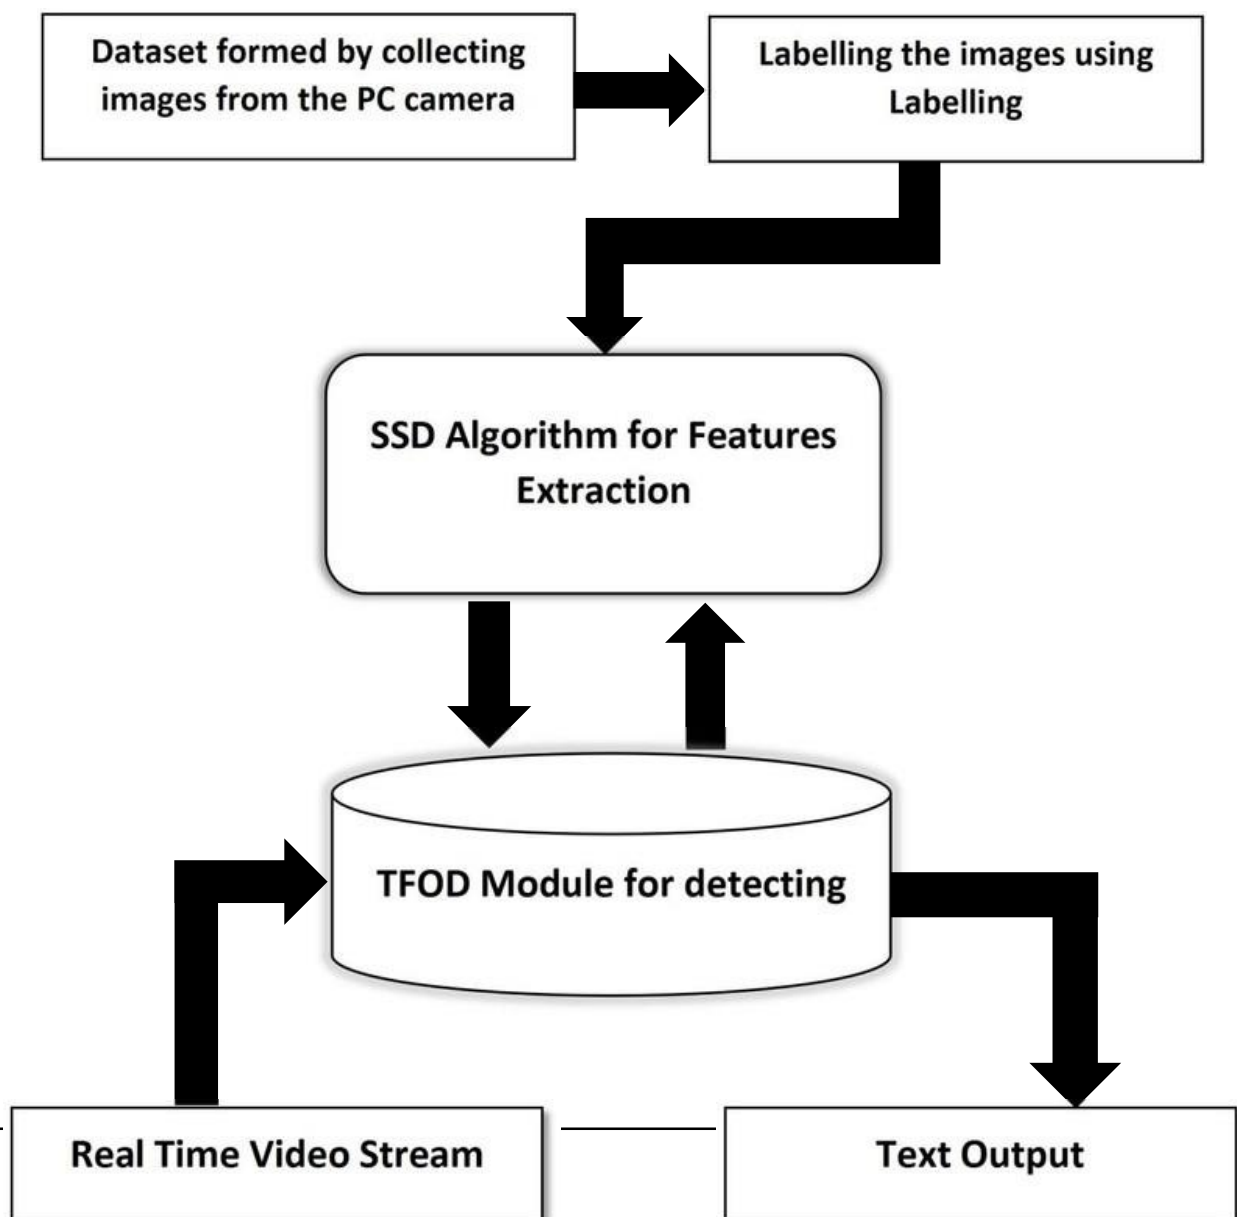 Dataset formed by collecting
images from the PC camera
Labelling the images using
Labelling
SSD Algorithm for Features
Extraction
TFOD Module for detecting
Real Time Video Stream
Text Output